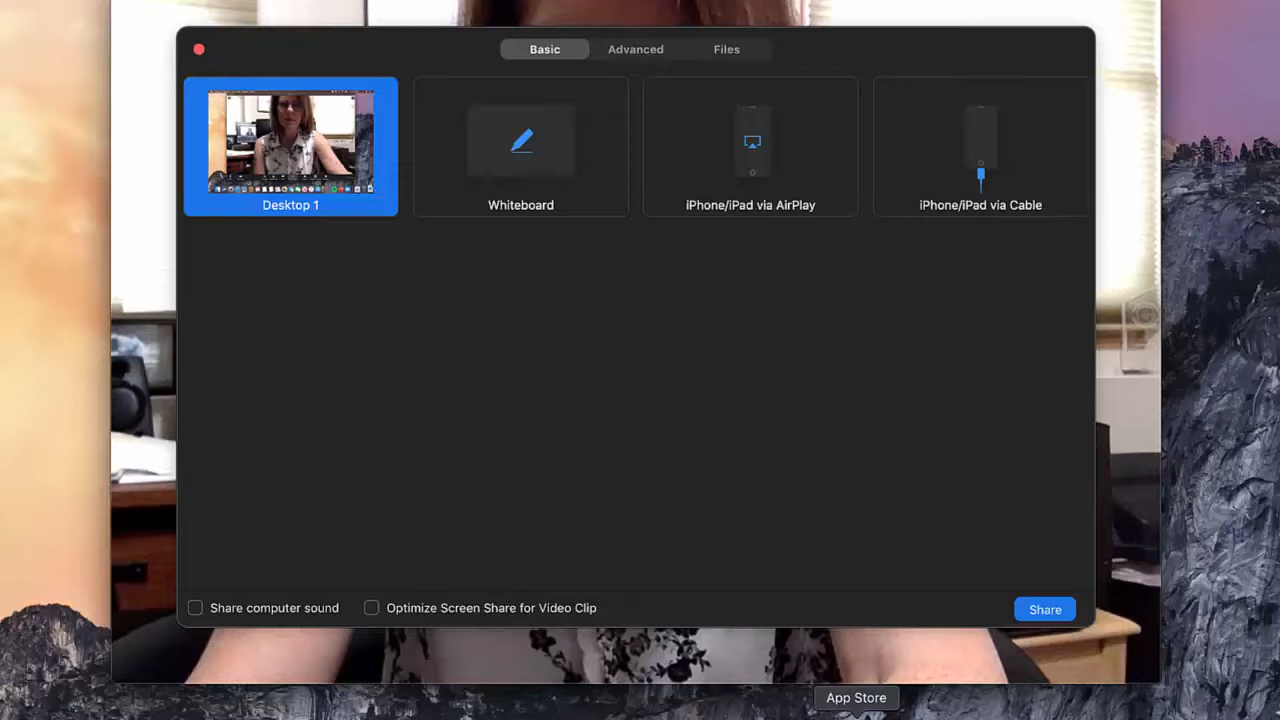 Basic
Advanced
Files
Desktop 1
Whiteboard
iPhone/iPad via AirPlay
iPhone/iPad via Cable
Share computer sound
Optimize Screen Share for Video Clip
Share
App Store